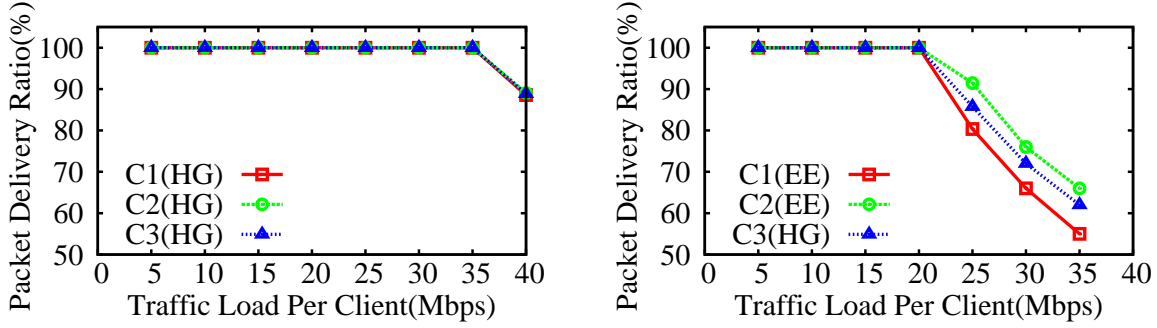 Packet Delivery Ratio(%)
100
90
80
70
60
50
C1(HG)
C2(HG)
C3(HG)
0 5 10 15 20 25 30 35 40
Traffic Load Per Client(Mbps)
Packet Delivery Ratio(%)
100
90
80
70
60
50
C1(EE)
C2(EE)
C3(HG)
0 5 10 15 20 25 30 35 40
Traffic Load Per Client(Mbps)